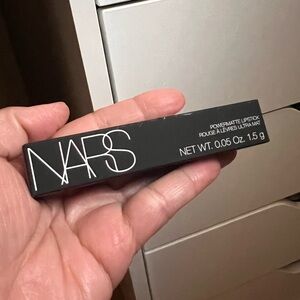 NARS
POWERMATTE LIPSTICK
ROUGE À LÈVRES ULTRA MAT
NET WT. 0.05 Oz. 1.5 g